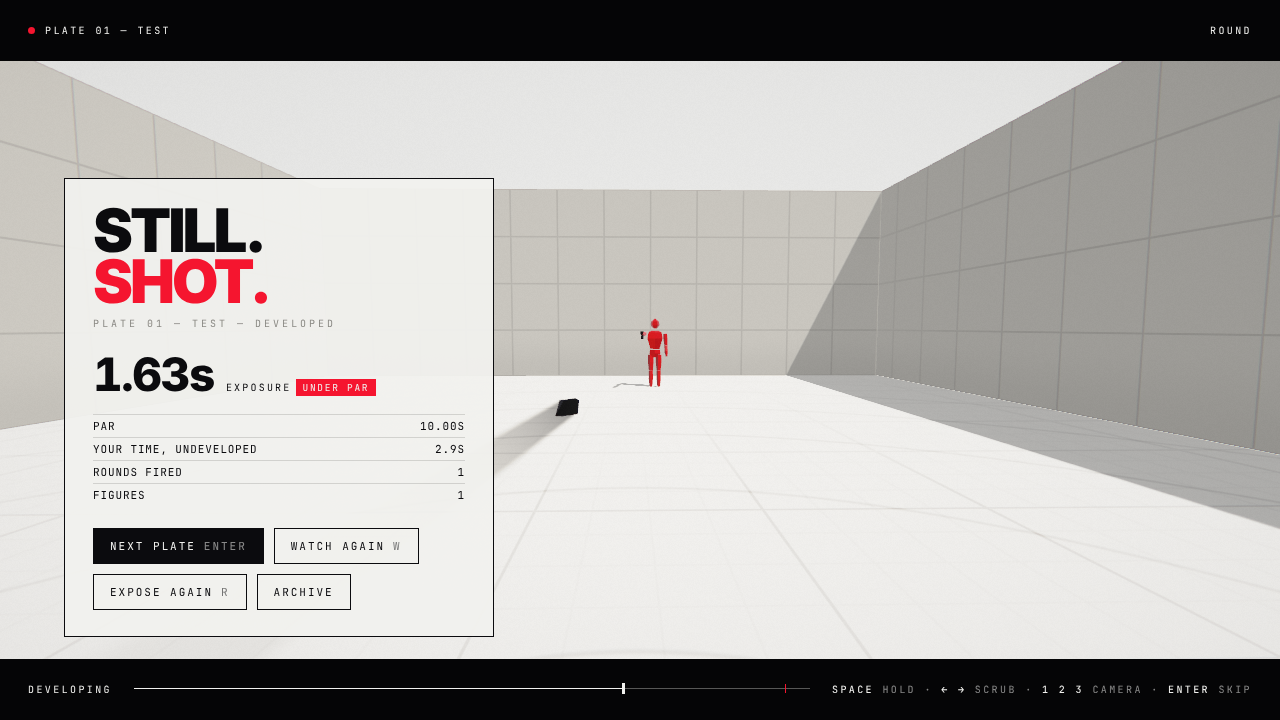 PLATE 01 — TEST
ROUND
STILL.
SHOT.
PLATE 01 — TEST — DEVELOPED
1.63s EXPOSURE UNDER PAR
PAR 10.00S
YOUR TIME, UNDEVELOPED 2.9S
ROUNDS FIRED 1
FIGURES 1
NEXT PLATE ENTER WATCH AGAIN W
EXPOSE AGAIN R ARCHIVE
DEVELOPING SPACE HOLD · ← → SCRUB · 1 2 3 CAMERA · ENTER SKIP